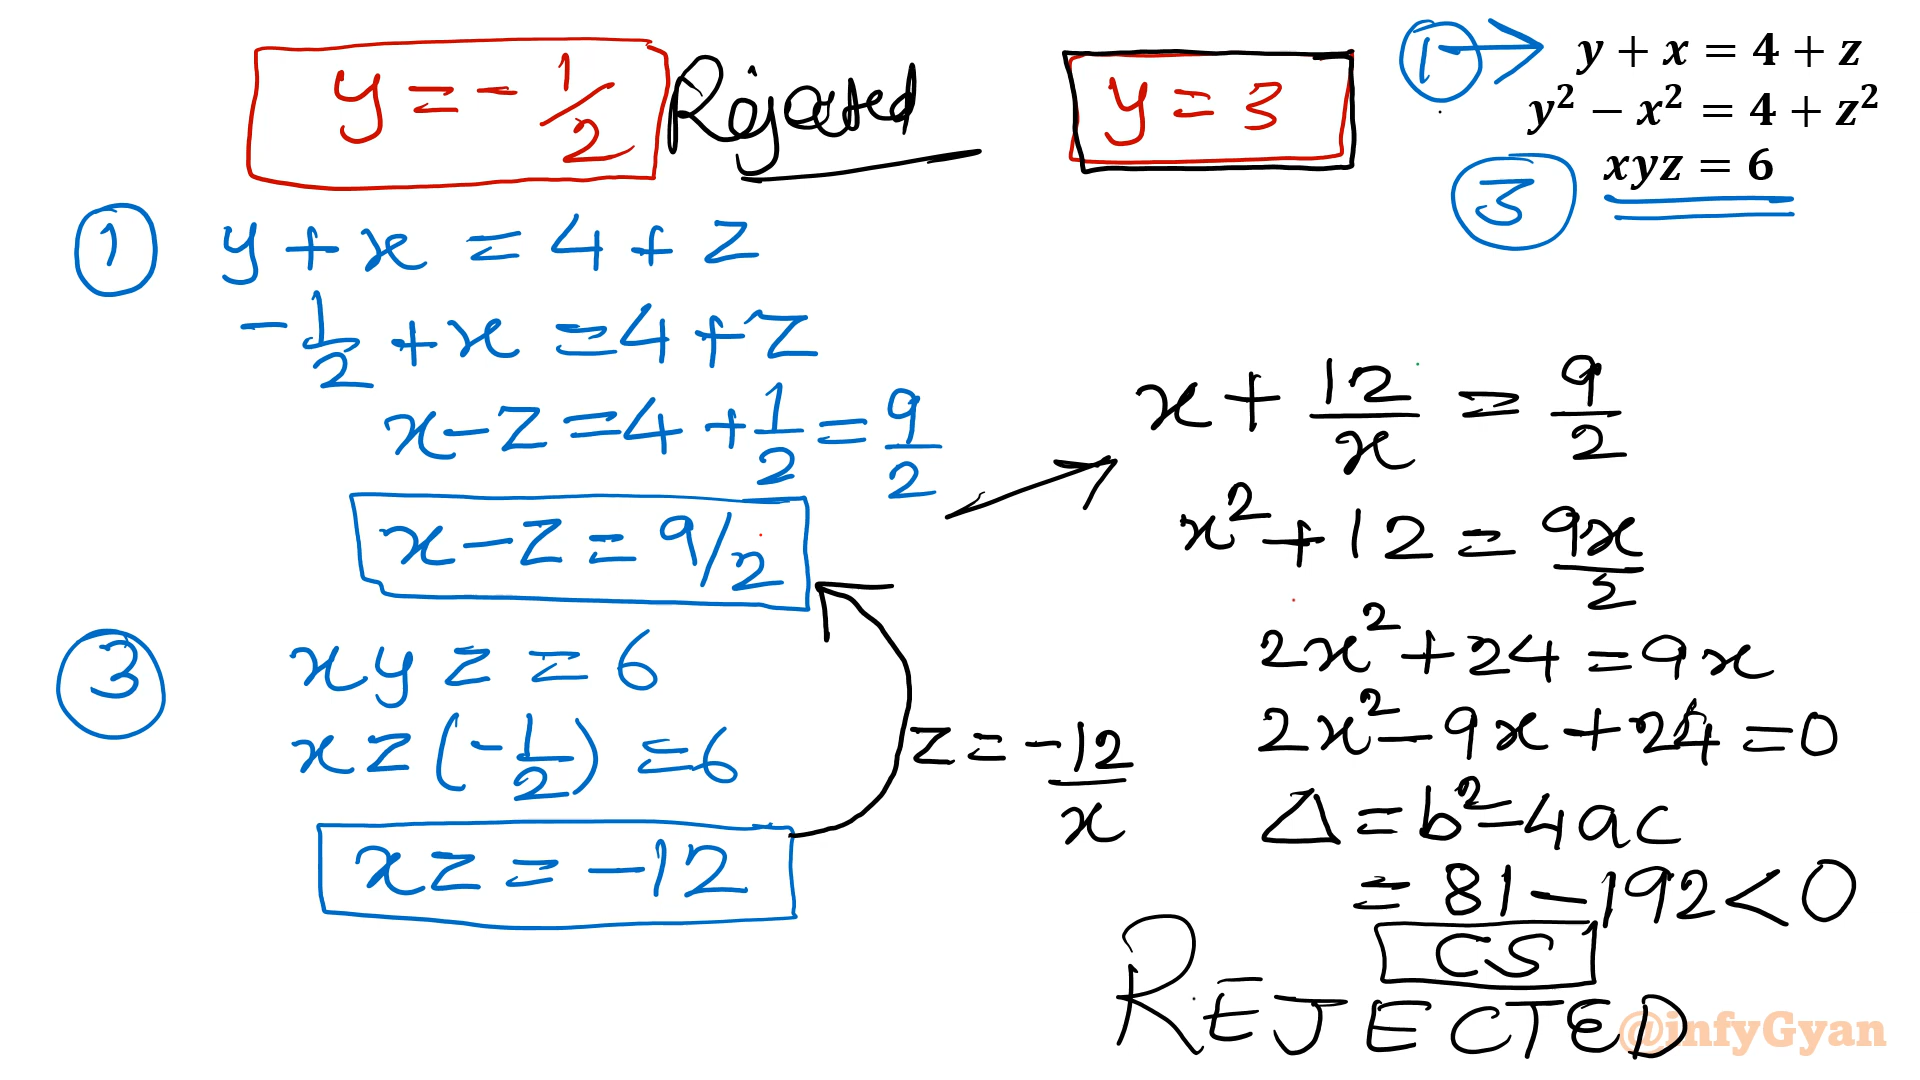 y = -1/2 Rejected
y = 3
① → y + x = 4 + z
y² − x² = 4 + z²
③ xyz = 6
① y + x = 4 + z
-1/2 + x = 4 + z
x - z = 4 + 1/2 = 9/2
x - z = 9/2
③ xyz = 6
xz(-1/2) = 6
xz = -12
z = -12/x
x + 12/x = 9/2
x² + 12 = 9x/2
2x² + 24 = 9x
2x² - 9x + 24 = 0
Δ = b² - 4ac
= 81 - 192 < 0
CS
REJECTED
@infyGyan